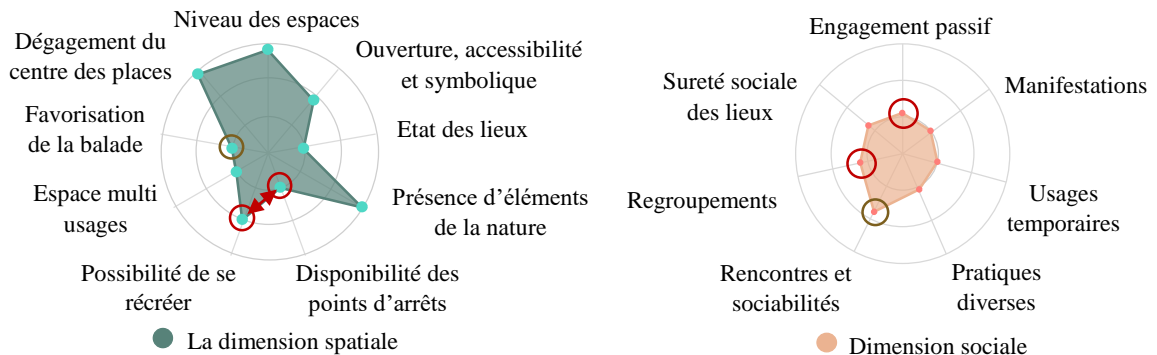 Niveau des espaces
Ouverture, accessibilité
et symbolique
Etat des lieux
Présence d'éléments
de la nature
Disponibilité des
points d'arrêts
Possibilité de se
récréer
Espace multi
usages
Favorisation
de la balade
Dégagement du
centre des places
La dimension spatiale
Engagement passif
Manifestations
Usages
temporaires
Pratiques
diverses
Rencontres et
sociabilités
Regroupements
Sureté sociale
des lieux
Dimension sociale